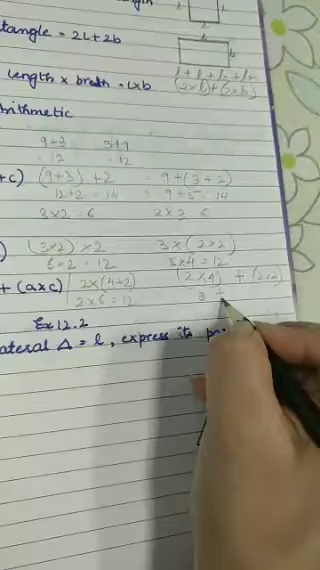 tangle = 2l+2b
l
b
length × breath = l×b
l+l+b+b
(2×l)+(2×b)
rithmetic
9+3 3+9
= 12 = 12
+c) (9+3)+2 = 9+(3+2)
12+2 = 14 = 9+5 = 14
3×2 = 6 2×3 6
) (3×2)×2 3×(2×2)
6×2 = 12 3×4 = 12
+(a×c) 2×(4+2) (2×4) + (2×2)
2×6 = 12 8 +
Ex 12.2
lateral Δ = l, express its